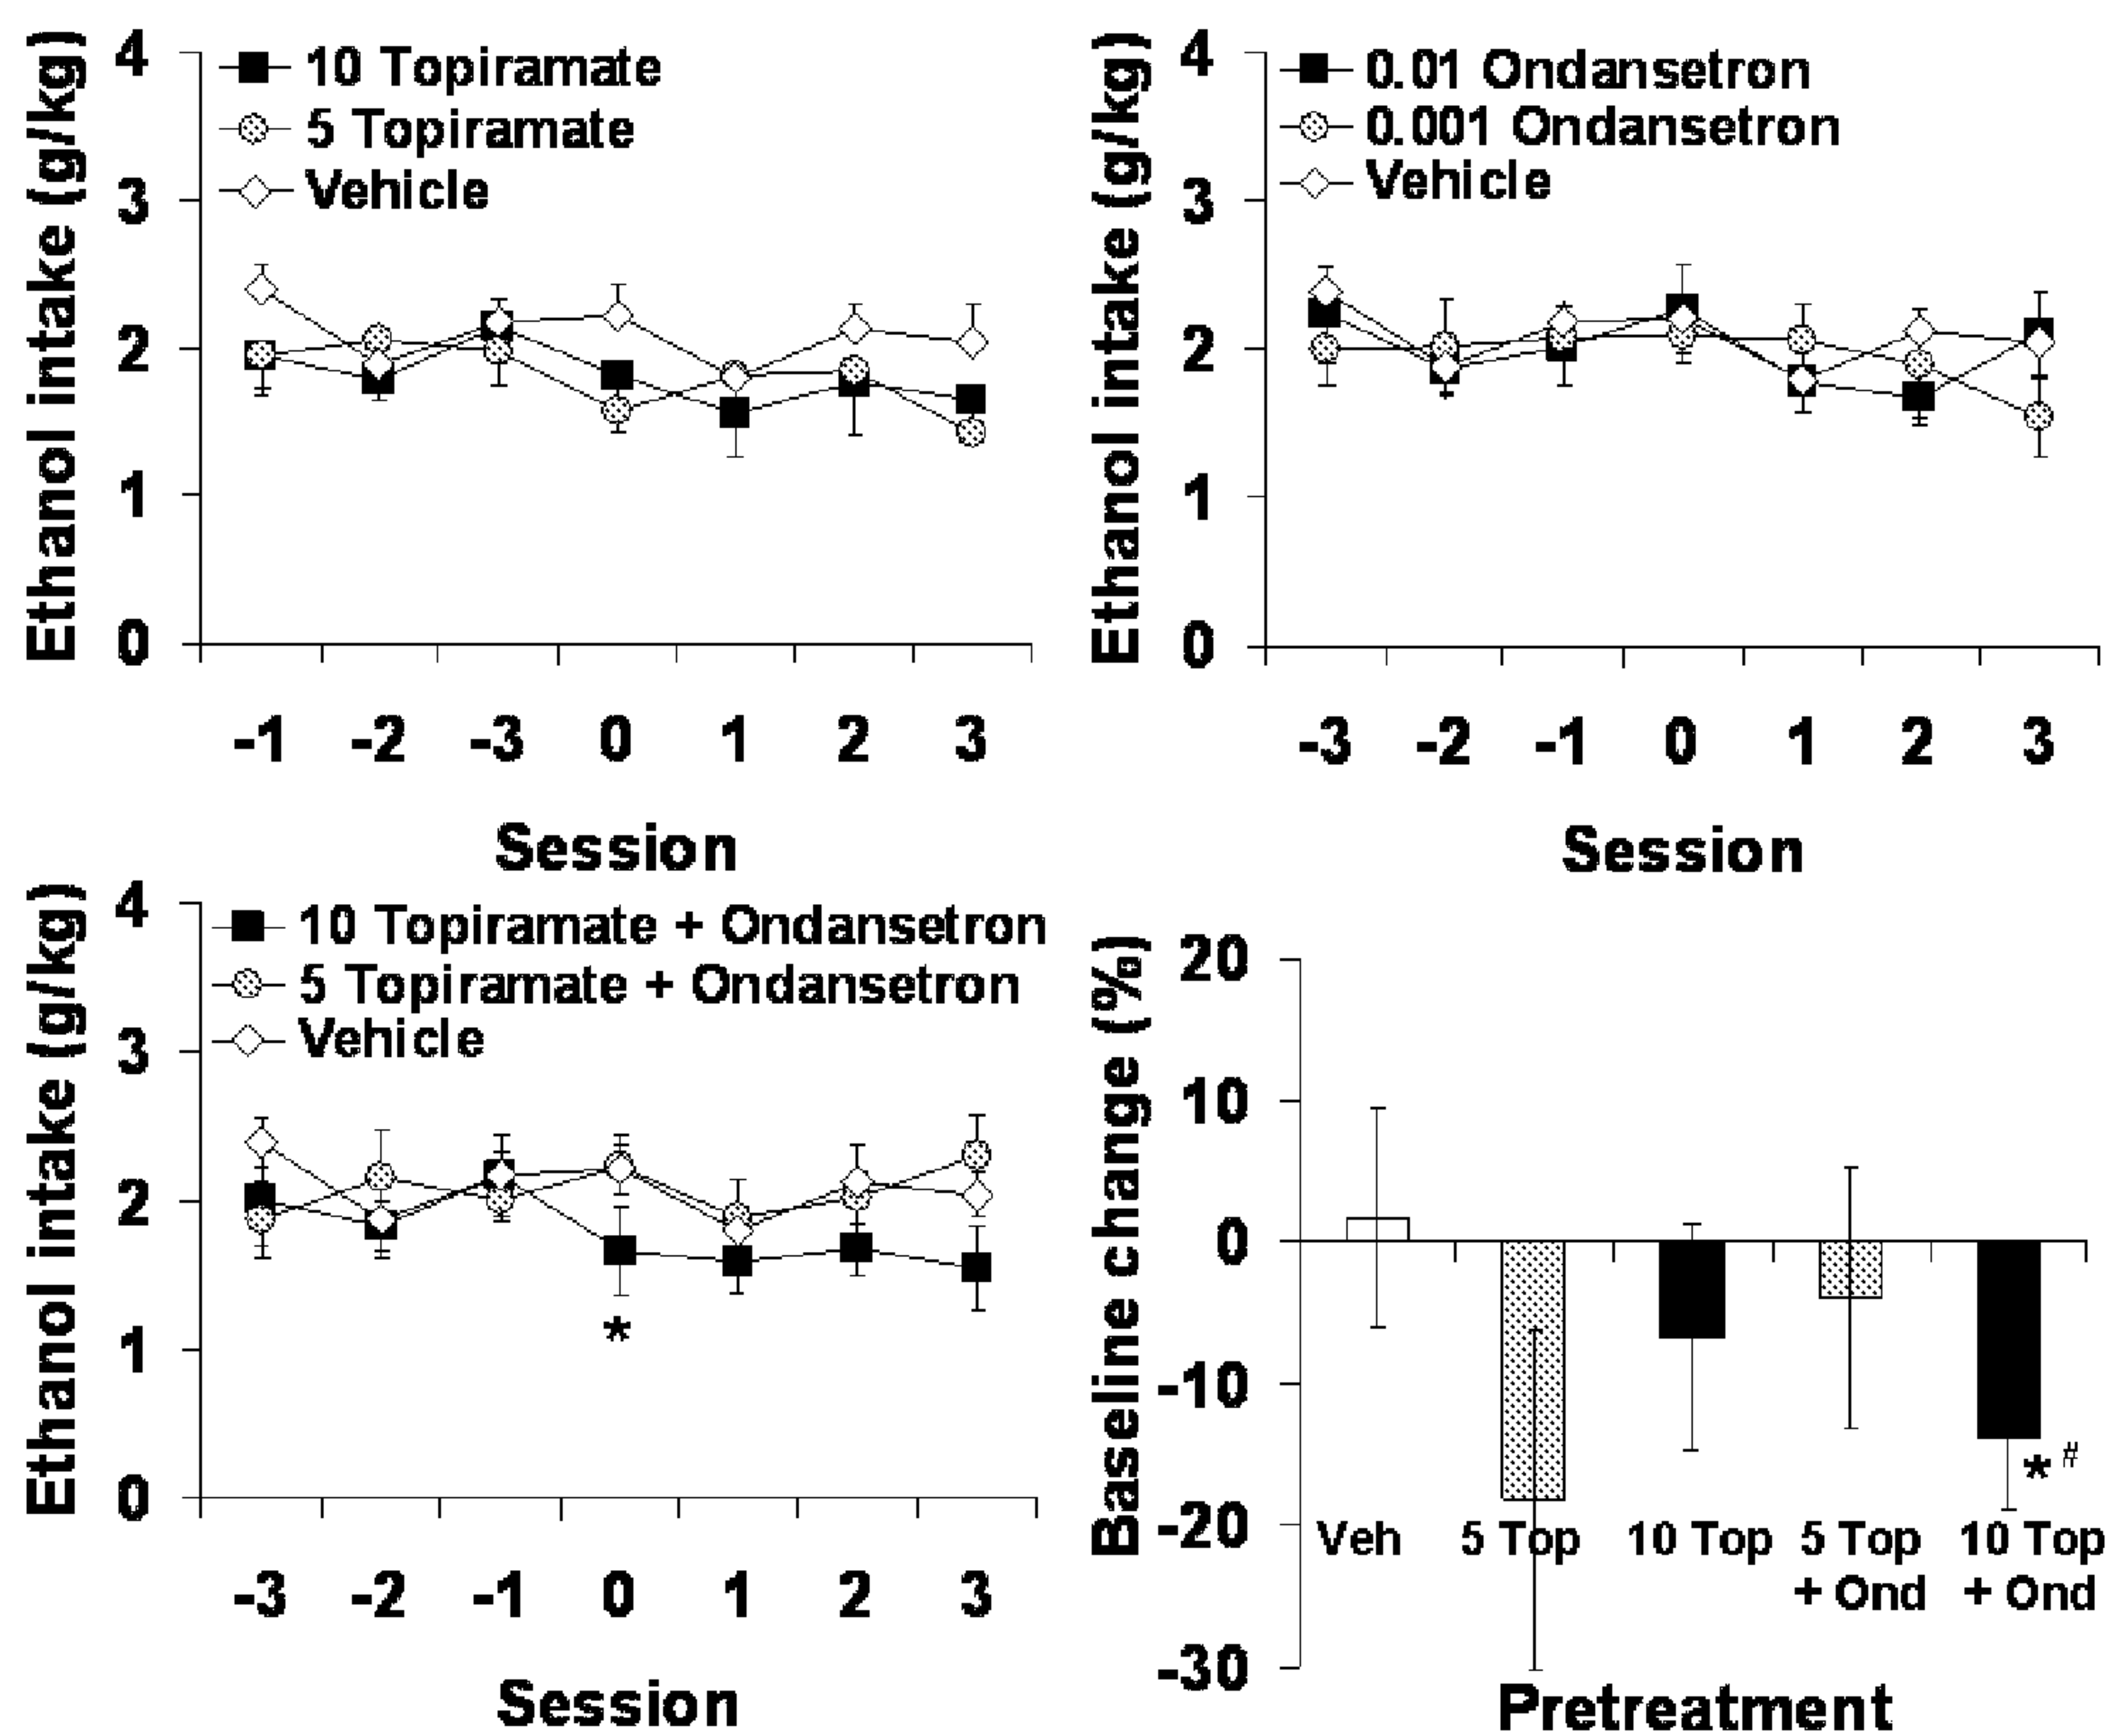 Ethanol intake (g/kg)
4
3
2
1
0
10 Topiramate
5 Topiramate
Vehicle
-1 -2 -3 0 1 2 3
Session
Ethanol intake (g/kg)
4
3
2
1
0
0.01 Ondansetron
0.001 Ondansetron
Vehicle
-3 -2 -1 0 1 2 3
Session
Ethanol intake (g/kg)
4
3
2
1
0
10 Topiramate + Ondansetron
5 Topiramate + Ondansetron
Vehicle
*
-3 -2 -1 0 1 2 3
Session
Baseline change (%)
20
10
0
-10
-20
-30
* #
Veh 5 Top 10 Top 5 Top 10 Top
+ Ond + Ond
Pretreatment